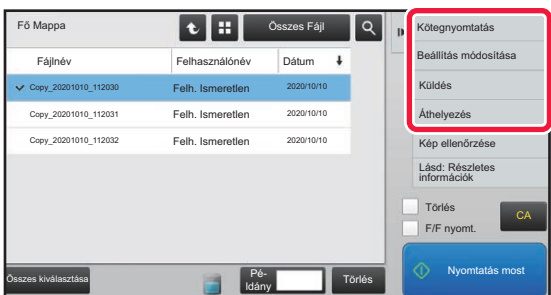 Fő Mappa
Összes Fájl
Fájlnév Felhasználónév Dátum
Copy_20201010_112030 Felh. Ismeretlen 2020/10/10
Copy_20201010_112031 Felh. Ismeretlen 2020/10/10
Copy_20201010_112032 Felh. Ismeretlen 2020/10/10
Összes kiválasztása
Pé-
ldány
Törlés
Kötegnyomtatás
Beállítás módosítása
Küldés
Áthelyezés
Kép ellenőrzése
Lásd: Részletes
információk
Törlés
F/F nyomt.
CA
Nyomtatás most